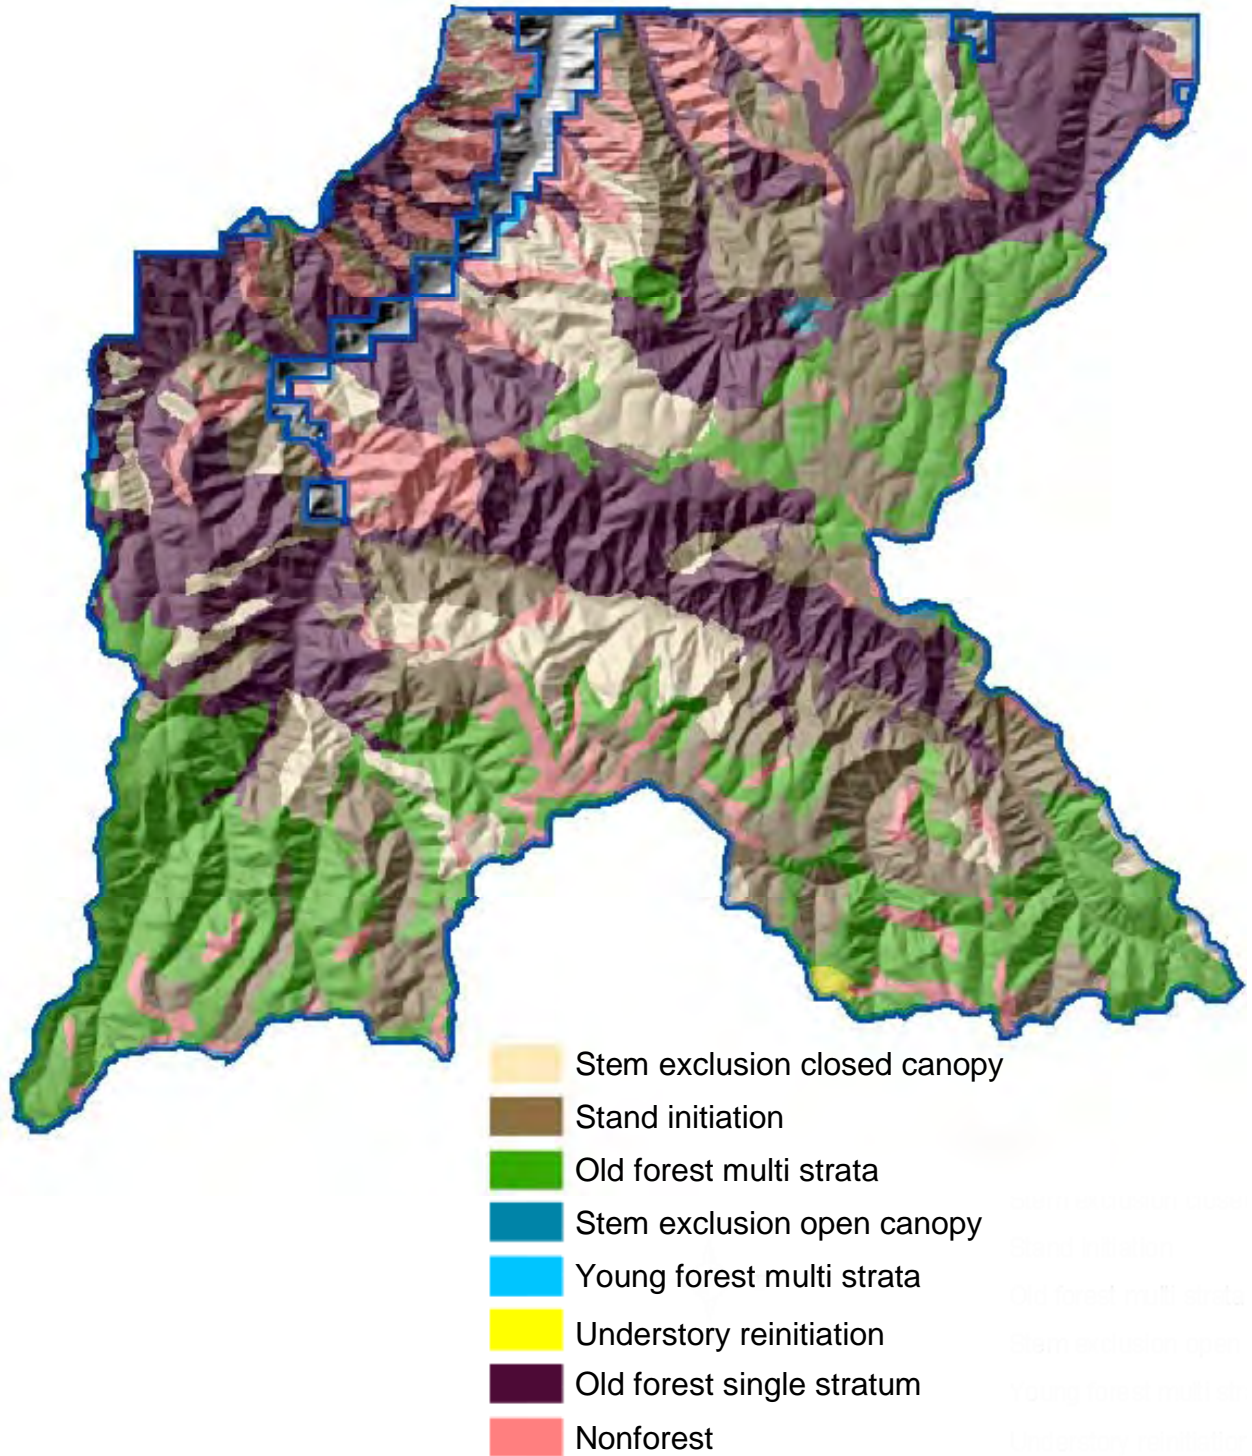 Stem exclusion closed canopy
Stand initiation
Old forest multi strata
Stem exclusion open canopy
Young forest multi strata
Understory reinitiation
Old forest single stratum
Nonforest